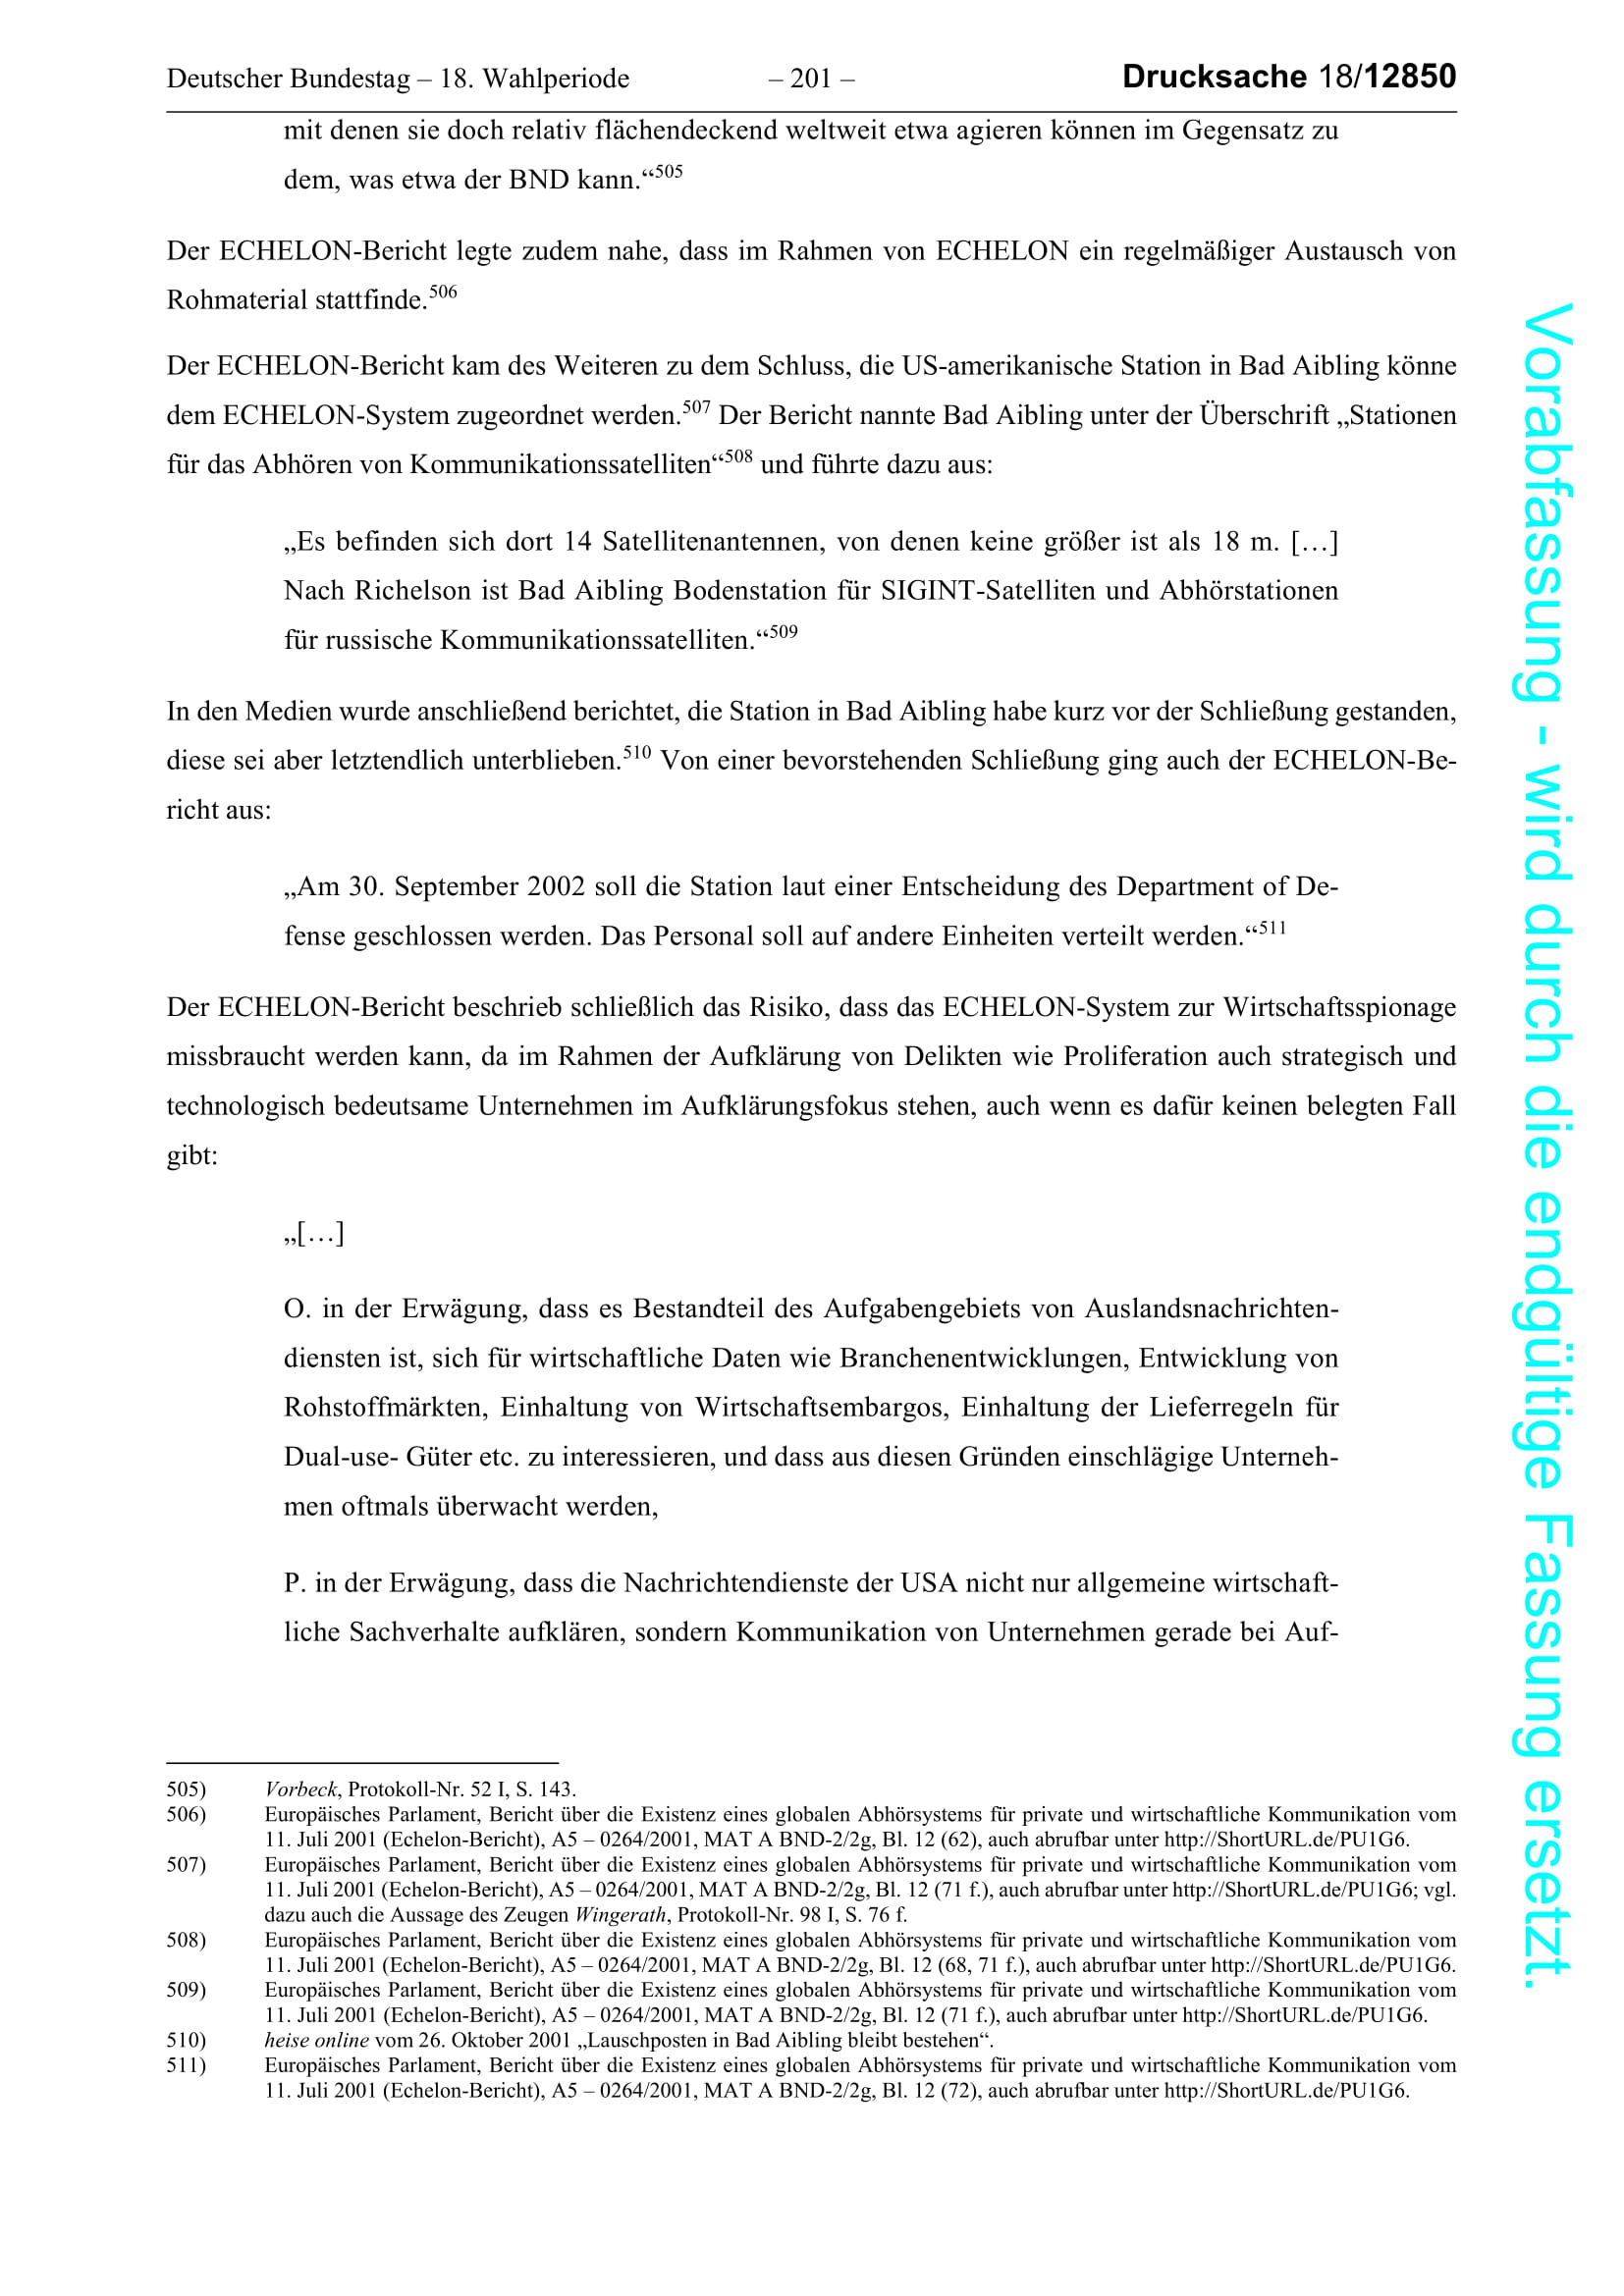 Deutscher Bundestag – 18. Wahlperiode – 201 – Drucksache 18/12850
mit denen sie doch relativ flächendeckend weltweit etwa agieren können im Gegensatz zu
dem, was etwa der BND kann.“505
Der ECHELON-Bericht legte zudem nahe, dass im Rahmen von ECHELON ein regelmäßiger Austausch von
Rohmaterial stattfinde.506
Der ECHELON-Bericht kam des Weiteren zu dem Schluss, die US-amerikanische Station in Bad Aibling könne
dem ECHELON-System zugeordnet werden.507 Der Bericht nannte Bad Aibling unter der Überschrift „Stationen
für das Abhören von Kommunikationssatelliten“508 und führte dazu aus:
„Es befinden sich dort 14 Satellitenantennen, von denen keine größer ist als 18 m. […]
Nach Richelson ist Bad Aibling Bodenstation für SIGINT-Satelliten und Abhörstationen
für russische Kommunikationssatelliten.“509
In den Medien wurde anschließend berichtet, die Station in Bad Aibling habe kurz vor der Schließung gestanden,
diese sei aber letztendlich unterblieben.510 Von einer bevorstehenden Schließung ging auch der ECHELON-Be-
richt aus:
„Am 30. September 2002 soll die Station laut einer Entscheidung des Department of De-
fense geschlossen werden. Das Personal soll auf andere Einheiten verteilt werden.“511
Der ECHELON-Bericht beschrieb schließlich das Risiko, dass das ECHELON-System zur Wirtschaftsspionage
missbraucht werden kann, da im Rahmen der Aufklärung von Delikten wie Proliferation auch strategisch und
technologisch bedeutsame Unternehmen im Aufklärungsfokus stehen, auch wenn es dafür keinen belegten Fall
gibt:
„[…]
O. in der Erwägung, dass es Bestandteil des Aufgabengebiets von Auslandsnachrichten-
diensten ist, sich für wirtschaftliche Daten wie Branchenentwicklungen, Entwicklung von
Rohstoffmärkten, Einhaltung von Wirtschaftsembargos, Einhaltung der Lieferregeln für
Dual-use- Güter etc. zu interessieren, und dass aus diesen Gründen einschlägige Unterneh-
men oftmals überwacht werden,
P. in der Erwägung, dass die Nachrichtendienste der USA nicht nur allgemeine wirtschaft-
liche Sachverhalte aufklären, sondern Kommunikation von Unternehmen gerade bei Auf-
505) Vorbeck, Protokoll-Nr. 52 I, S. 143.
506) Europäisches Parlament, Bericht über die Existenz eines globalen Abhörsystems für private und wirtschaftliche Kommunikation vom
11. Juli 2001 (Echelon-Bericht), A5 – 0264/2001, MAT A BND-2/2g, Bl. 12 (62), auch abrufbar unter http://ShortURL.de/PU1G6.
507) Europäisches Parlament, Bericht über die Existenz eines globalen Abhörsystems für private und wirtschaftliche Kommunikation vom
11. Juli 2001 (Echelon-Bericht), A5 – 0264/2001, MAT A BND-2/2g, Bl. 12 (71 f.), auch abrufbar unter http://ShortURL.de/PU1G6; vgl.
dazu auch die Aussage des Zeugen Wingerath, Protokoll-Nr. 98 I, S. 76 f.
508) Europäisches Parlament, Bericht über die Existenz eines globalen Abhörsystems für private und wirtschaftliche Kommunikation vom
11. Juli 2001 (Echelon-Bericht), A5 – 0264/2001, MAT A BND-2/2g, Bl. 12 (68, 71 f.), auch abrufbar unter http://ShortURL.de/PU1G6.
509) Europäisches Parlament, Bericht über die Existenz eines globalen Abhörsystems für private und wirtschaftliche Kommunikation vom
11. Juli 2001 (Echelon-Bericht), A5 – 0264/2001, MAT A BND-2/2g, Bl. 12 (71 f.), auch abrufbar unter http://ShortURL.de/PU1G6.
510) heise online vom 26. Oktober 2001 „Lauschposten in Bad Aibling bleibt bestehen“.
511) Europäisches Parlament, Bericht über die Existenz eines globalen Abhörsystems für private und wirtschaftliche Kommunikation vom
11. Juli 2001 (Echelon-Bericht), A5 – 0264/2001, MAT A BND-2/2g, Bl. 12 (72), auch abrufbar unter http://ShortURL.de/PU1G6.
Vorabfassung - wird durch die endgültige Fassung ersetzt.